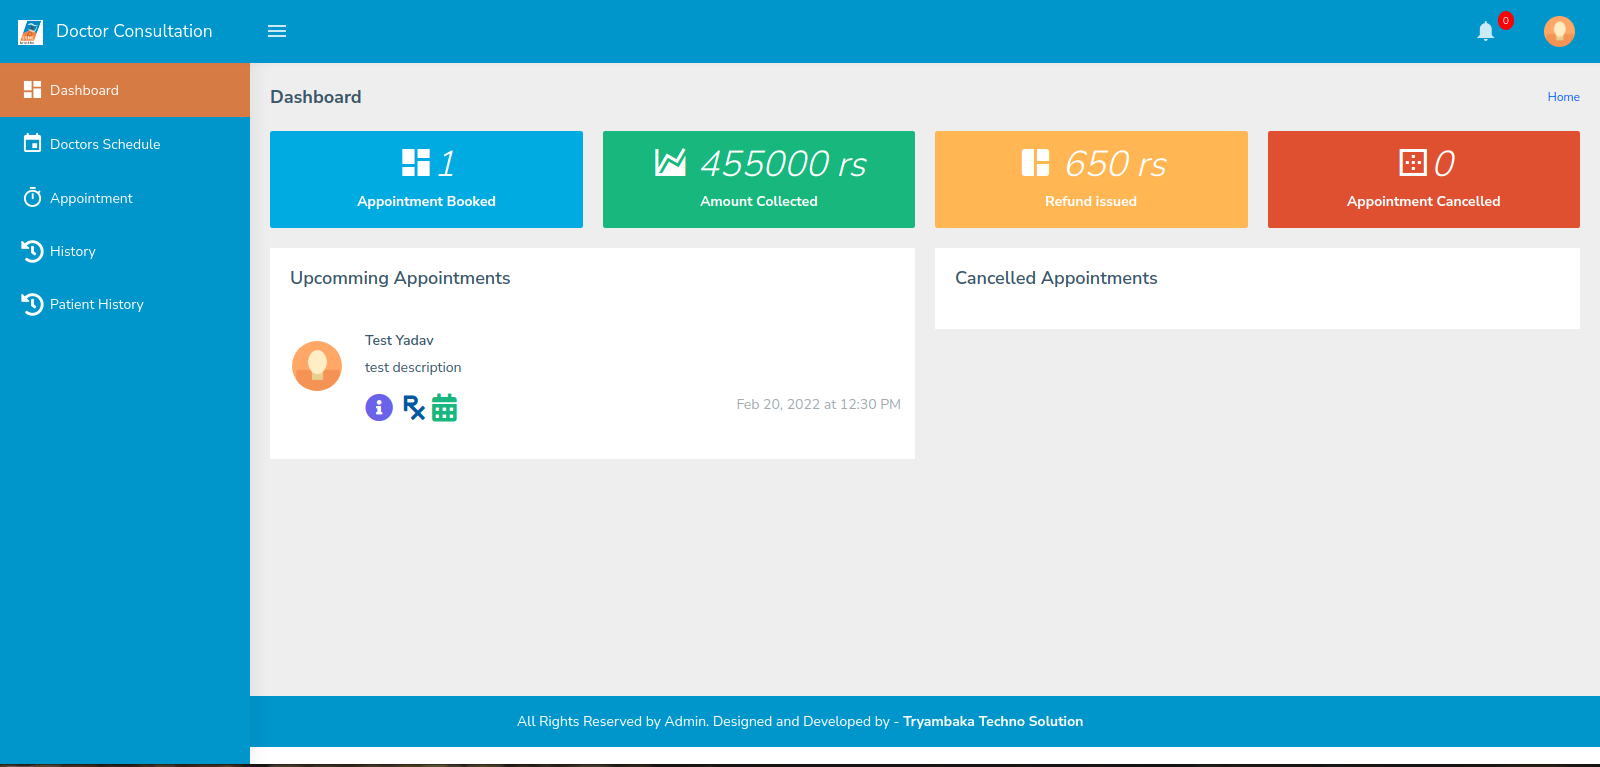 Doctor Consultation
0
Dashboard
Doctors Schedule
Appointment
History
Patient History
Dashboard
Home
1
Appointment Booked
455000 rs
Amount Collected
650 rs
Refund issued
0
Appointment Cancelled
Upcomming Appointments
Test Yadav
test description
Feb 20, 2022 at 12:30 PM
Cancelled Appointments
All Rights Reserved by Admin. Designed and Developed by - Tryambaka Techno Solution